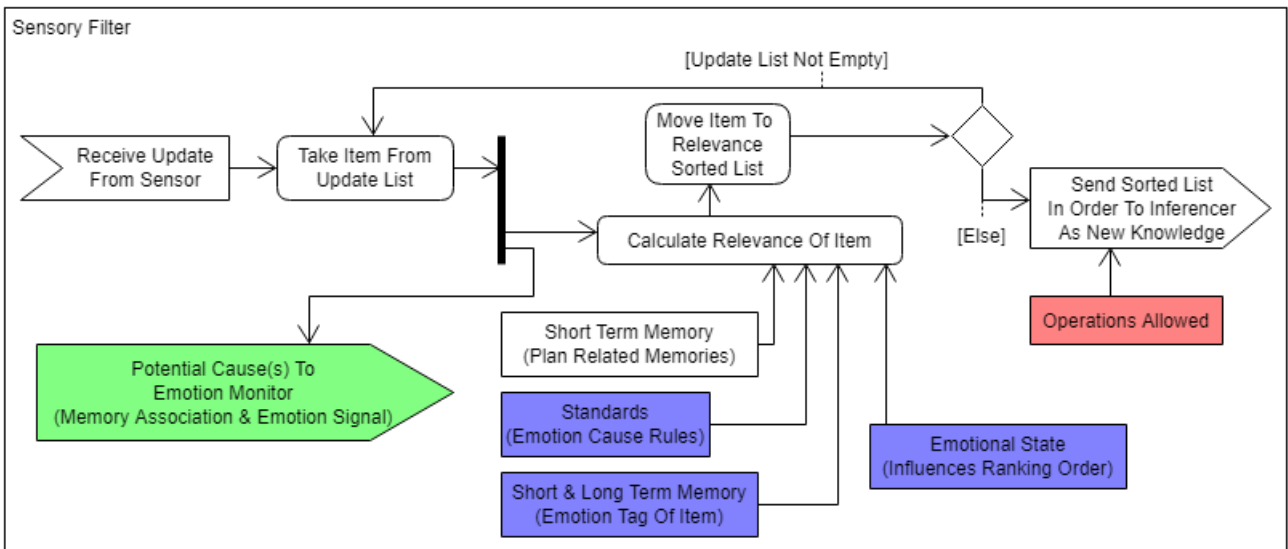 Sensory Filter
[Update List Not Empty]
Receive Update
From Sensor
Take Item From
Update List
Move Item To
Relevance
Sorted List
Calculate Relevance Of Item
[Else]
Send Sorted List
In Order To Inferencer
As New Knowledge
Operations Allowed
Potential Cause(s) To
Emotion Monitor
(Memory Association & Emotion Signal)
Short Term Memory
(Plan Related Memories)
Standards
(Emotion Cause Rules)
Short & Long Term Memory
(Emotion Tag Of Item)
Emotional State
(Influences Ranking Order)